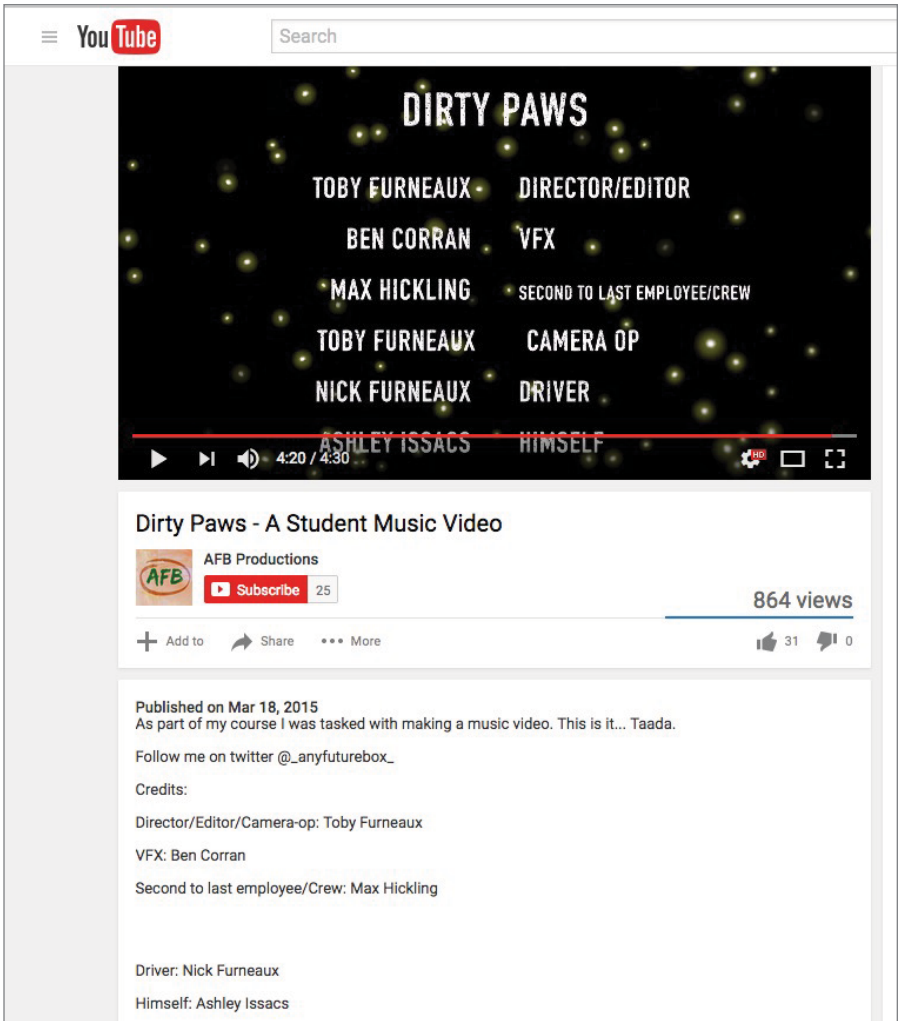 YouTube
Search
DIRTY PAWS
TOBY FURNEAUX DIRECTOR/EDITOR
BEN CORRAN VFX
MAX HICKLING SECOND TO LAST EMPLOYEE/CREW
TOBY FURNEAUX CAMERA OP
NICK FURNEAUX DRIVER
ASHLEY ISSACS HIMSELF
4:20 / 4:30
HD
Dirty Paws - A Student Music Video
AFB
AFB Productions
Subscribe 25
864 views
Add to Share More
31 0
Published on Mar 18, 2015
As part of my course I was tasked with making a music video. This is it... Taada.
Follow me on twitter @_anyfuturebox_
Credits:
Director/Editor/Camera-op: Toby Furneaux
VFX: Ben Corran
Second to last employee/Crew: Max Hickling
Driver: Nick Furneaux
Himself: Ashley Issacs